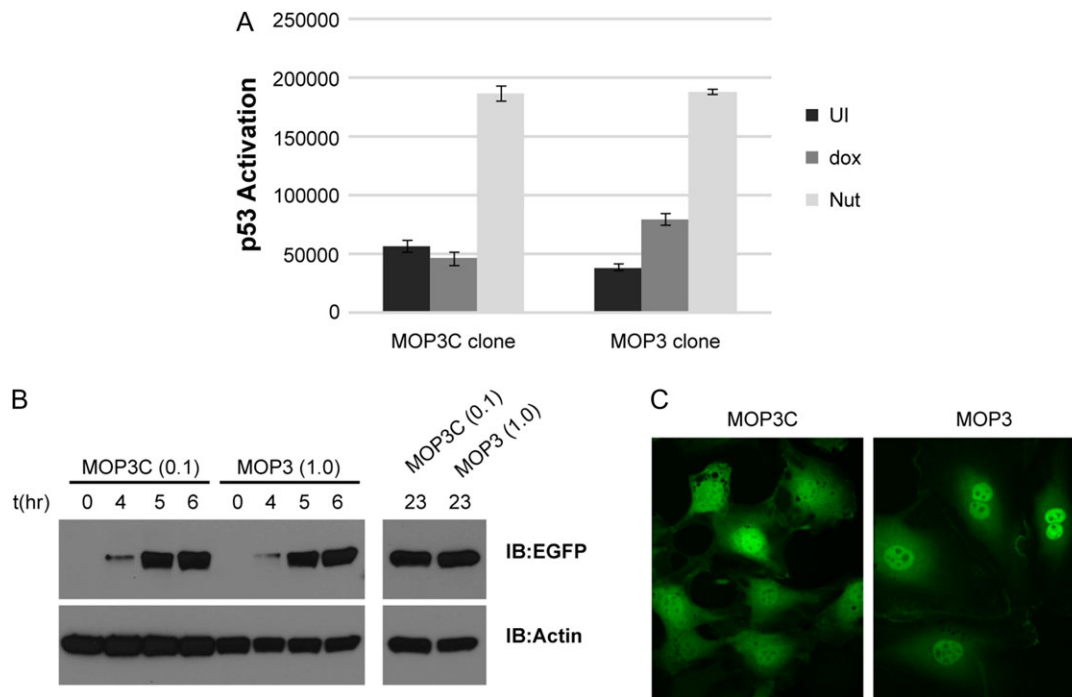 A
250000
200000
150000
100000
50000
0
p53 Activation
MOP3C clone
MOP3 clone
UI
dox
Nut
B
MOP3C (0.1)
MOP3 (1.0)
MOP3C (0.1)
MOP3 (1.0)
t(hr) 0 4 5 6 0 4 5 6 23 23
IB:EGFP
IB:Actin
C
MOP3C
MOP3